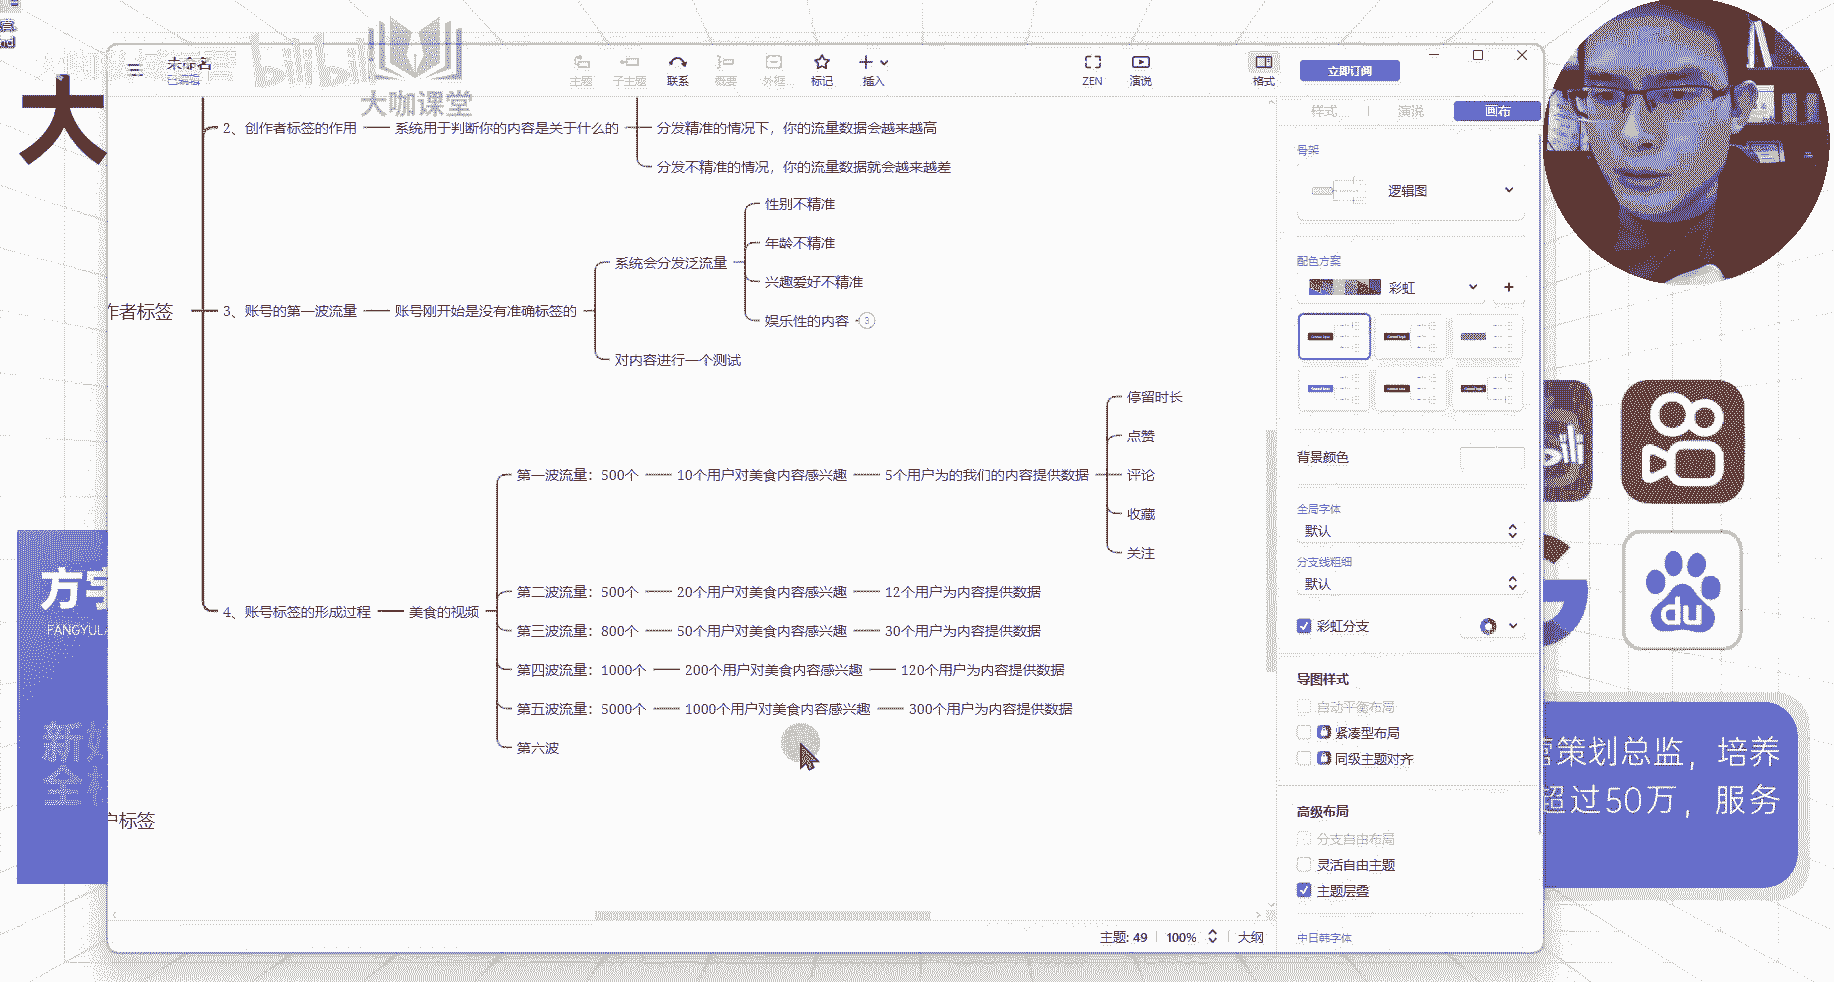 未命名
已编辑
bilibili
大咖课堂
主题
子主题
联系
概要
外框
标记
插入
ZEN
演说
格式
立即订阅
样式
演说
画布
大
2、创作者标签的作用
系统用于判断你的内容是关于什么的
分发精准的情况下，你的流量数据会越来越高
分发不精准的情况，你的流量数据就会越来越差
作者标签
3、账号的第一波流量
账号刚开始是没有准确标签的
系统会分发泛流量
性别不精准
年龄不精准
兴趣爱好不精准
娱乐性的内容
3
对内容进行一个测试
4、账号标签的形成过程
美食的视频
第一波流量：500个
10个用户对美食内容感兴趣
5个用户为的我们的内容提供数据
停留时长
点赞
评论
收藏
关注
第二波流量：500个
20个用户对美食内容感兴趣
12个用户为内容提供数据
第三波流量：800个
50个用户对美食内容感兴趣
30个用户为内容提供数据
第四波流量：1000个
200个用户对美食内容感兴趣
120个用户为内容提供数据
第五波流量：5000个
1000个用户对美食内容感兴趣
300个用户为内容提供数据
第六波
户标签
骨架
逻辑图
配色方案
彩虹
背景颜色
全局字体
默认
分支线粗细
默认
彩虹分支
导图样式
自动平衡布局
紧凑型布局
同级主题对齐
高级布局
分支自由布局
灵活自由主题
主题层叠
中日韩字体
主题: 49
100%
大纲
方宇
FANGYUL
新
全
du
营策划总监，培养
超过50万，服务